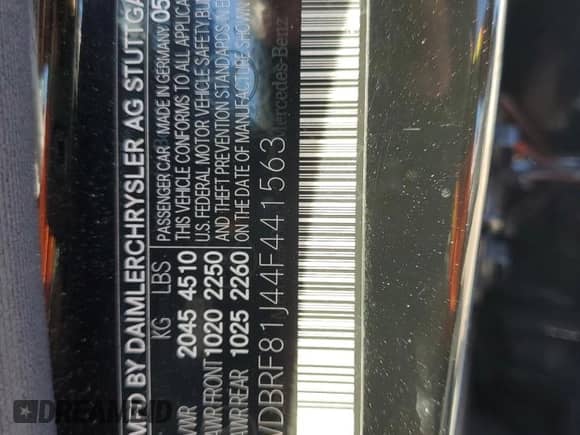 MFD BY DAIMLERCHRYSLER AG STUTTGA
KG LBS PASSENGER CAR MADE IN GERMANY 05
GVWR 2045 4510 THIS VEHICLE CONFORMS TO ALL APPLICA
GAWR FRONT 1020 2250 U.S. FEDERAL MOTOR VEHICLE SAFETY BU
AND THEFT PREVENTION STANDARDS
GAWR REAR 1025 2260 ON THE DATE OF MANUFACTURE SHOWN
WDBRF81J44F441563
Mercedes-Benz
DREAMBID